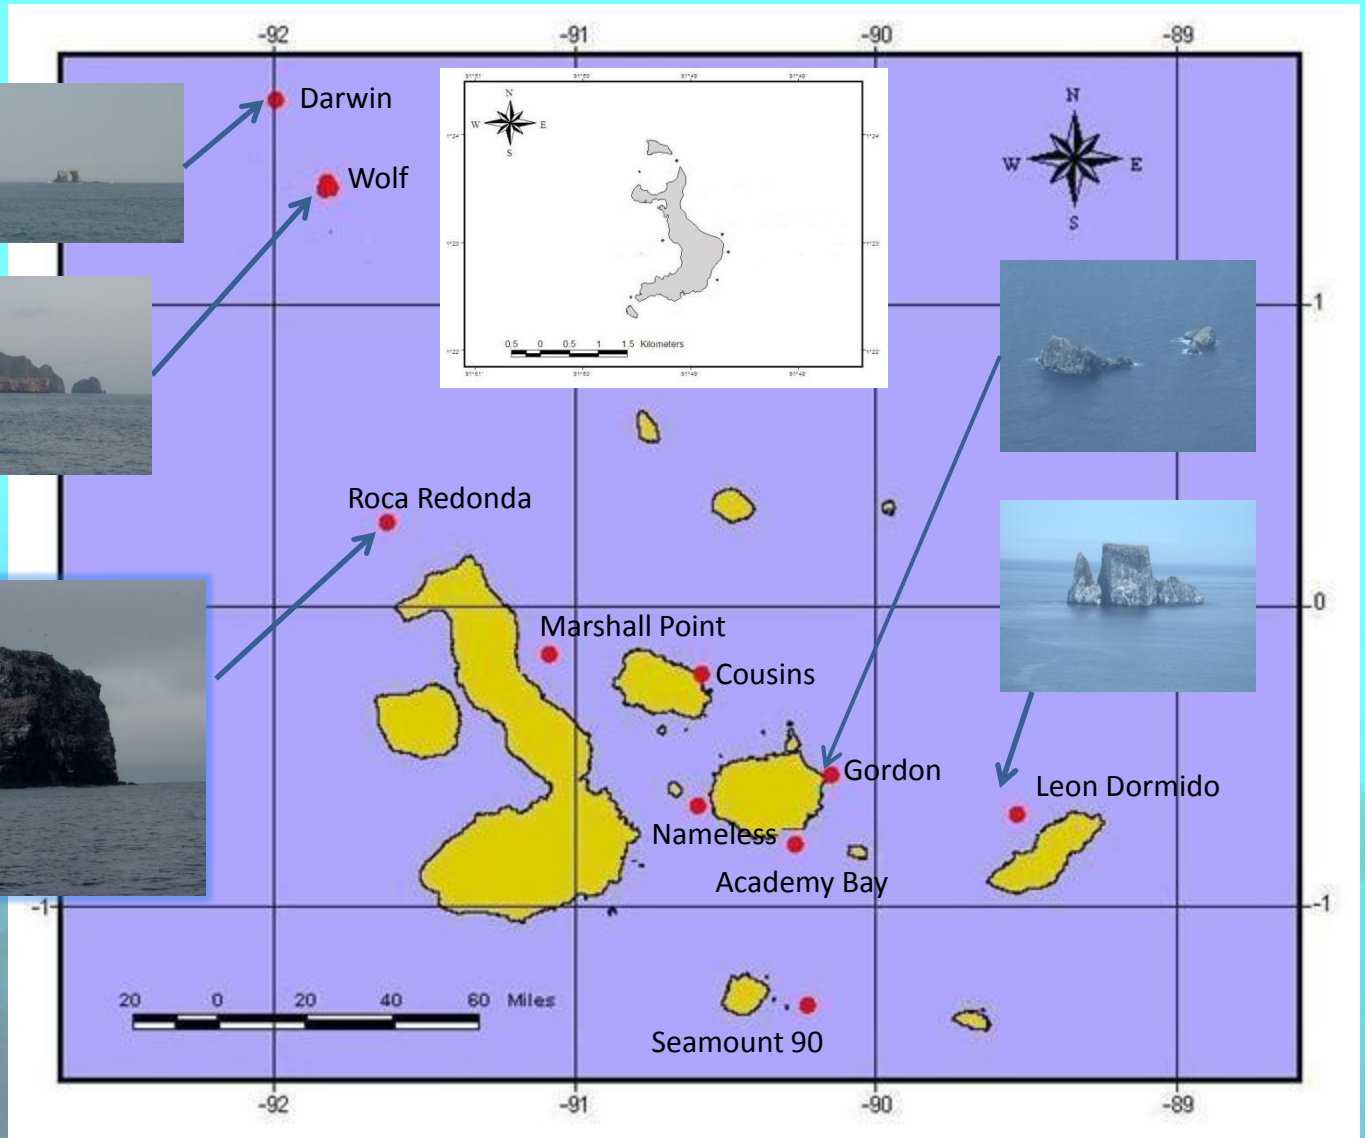 -92 -91 -90 -89
Darwin
Wolf
N
W E
S
N
W E
S
0.5 0 0.5 1 1.5 Kilometers
1
Roca Redonda
0
Marshall Point
Cousins
Gordon
Leon Dormido
Nameless
Academy Bay
-1 -1
20 0 20 40 60 Miles
Seamount 90
-92 -91 -90 -89